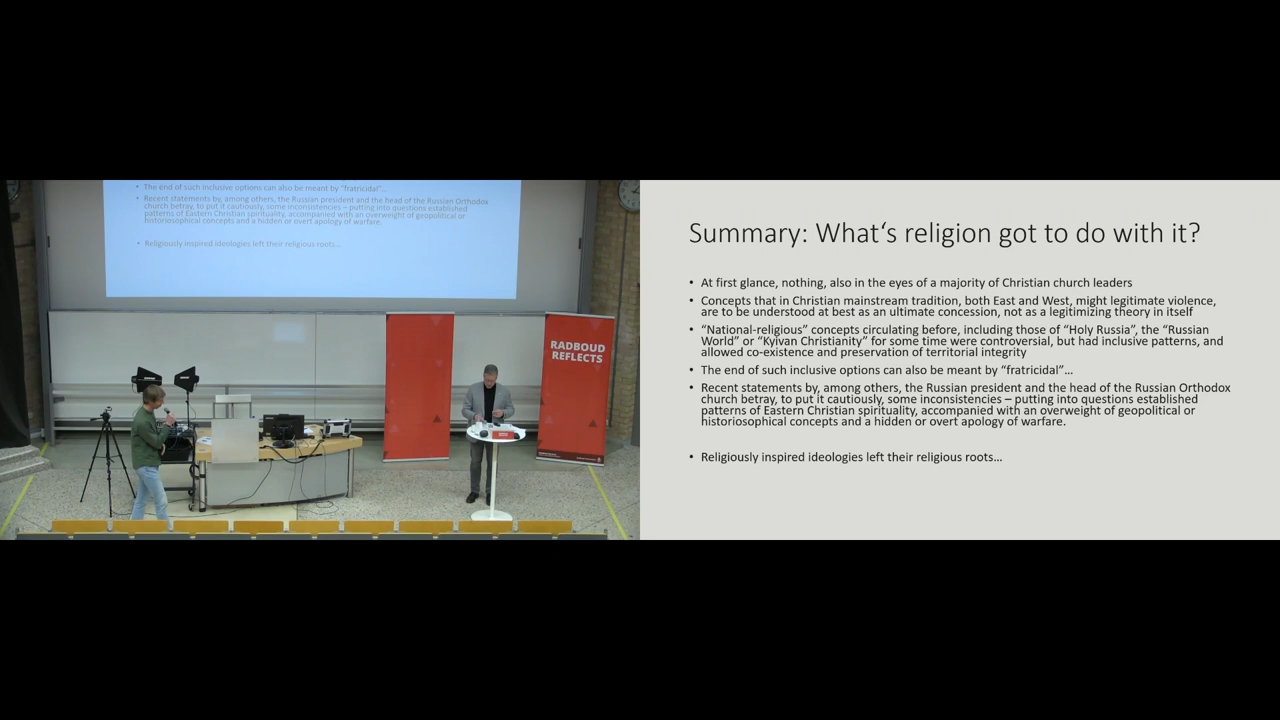 • The end of such inclusive options can also be meant by “fratricidal”…
• Recent statements by, among others, the Russian president and the head of the Russian Orthodox
church betray, to put it cautiously, some inconsistencies – putting into questions established
patterns of Eastern Christian spirituality, accompanied with an overweight of geopolitical or
historiosophical concepts and a hidden or overt apology of warfare.
• Religiously inspired ideologies left their religious roots…
RADBOUD
REFLECTS
Summary: What‘s religion got to do with it?
• At first glance, nothing, also in the eyes of a majority of Christian church leaders
• Concepts that in Christian mainstream tradition, both East and West, might legitimate violence,
are to be understood at best as an ultimate concession, not as a legitimizing theory in itself
• “National-religious” concepts circulating before, including those of “Holy Russia”, the “Russian
World” or “Kyivan Christianity” for some time were controversial, but had inclusive patterns, and
allowed co-existence and preservation of territorial integrity
• The end of such inclusive options can also be meant by “fratricidal”…
• Recent statements by, among others, the Russian president and the head of the Russian Orthodox
church betray, to put it cautiously, some inconsistencies – putting into questions established
patterns of Eastern Christian spirituality, accompanied with an overweight of geopolitical or
historiosophical concepts and a hidden or overt apology of warfare.
• Religiously inspired ideologies left their religious roots…